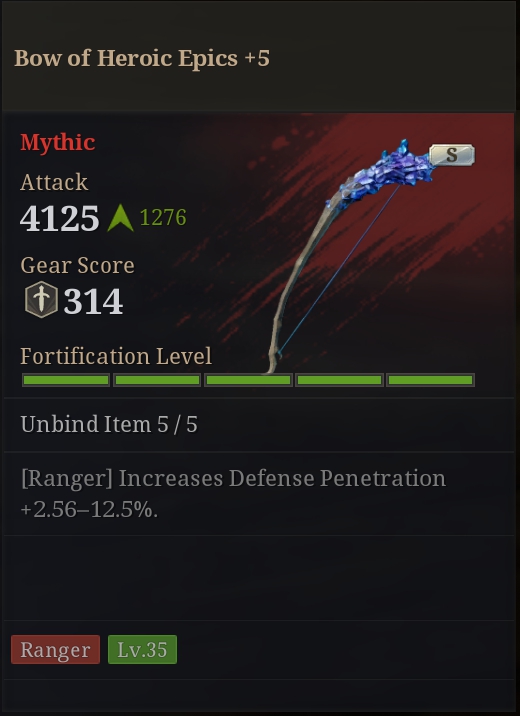 Bow of Heroic Epics +5
Mythic
S
Attack
4125 1276
Gear Score
314
Fortification Level
Unbind Item 5 / 5
[Ranger] Increases Defense Penetration
+2.56–12.5%.
Ranger Lv.35